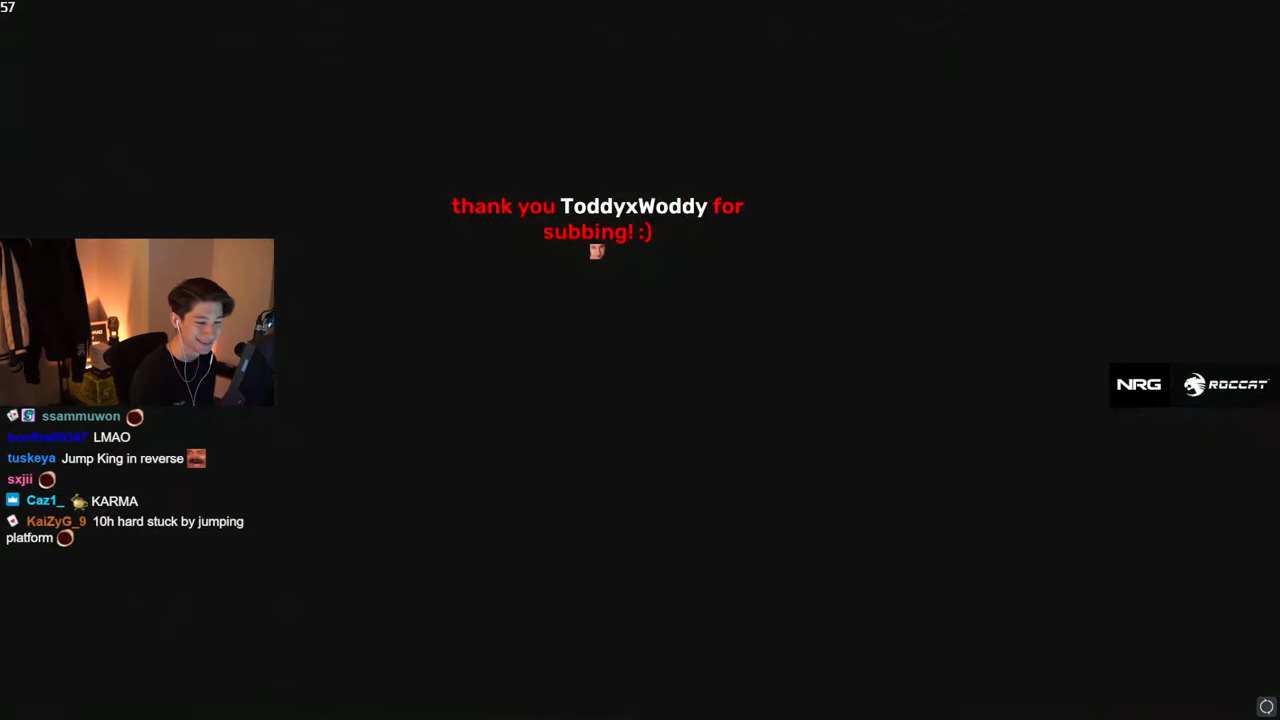 57
thank you ToddyxWoddy for
subbing! :)
NRG
ROCCAT
ssammuwon
bonfire09347 LMAO
tuskeya Jump King in reverse
sxjii
Caz1_ KARMA
KaiZyG_9 10h hard stuck by jumping
platform